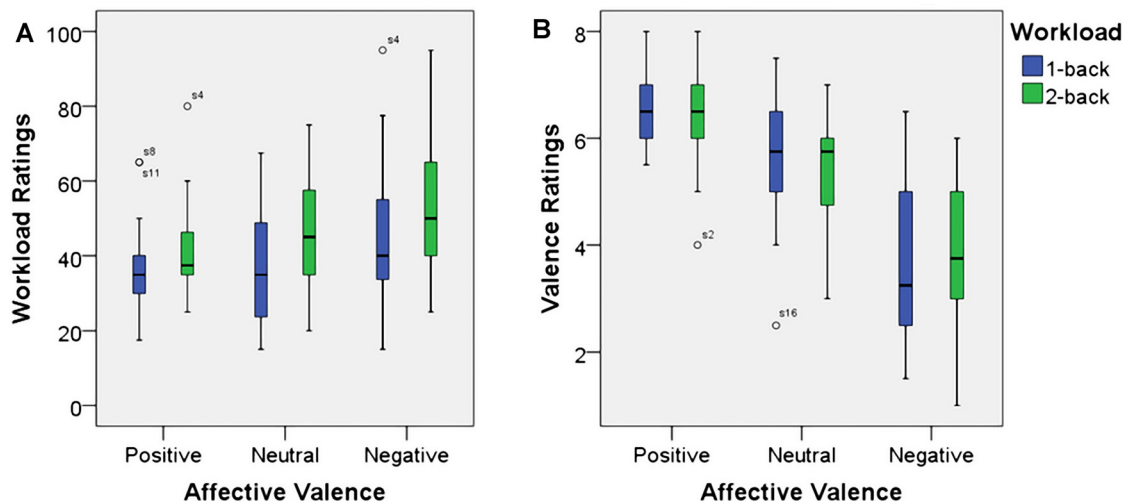 A
Workload Ratings
100
80
60
40
20
0
s8
s11
s4
s4
Positive Neutral Negative
Affective Valence
B
Valence Ratings
8
6
4
2
s2
s16
Positive Neutral Negative
Affective Valence
Workload
1-back
2-back